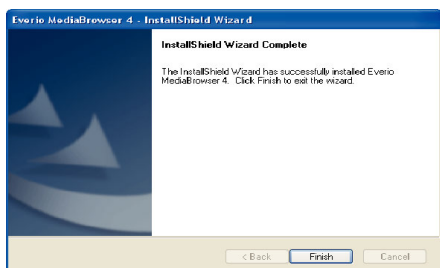 Everio MediaBrowser 4 - InstallShield Wizard
InstallShield Wizard Complete
The InstallShield Wizard has successfully installed Everio
MediaBrowser 4. Click Finish to exit the wizard.
< Back Finish Cancel